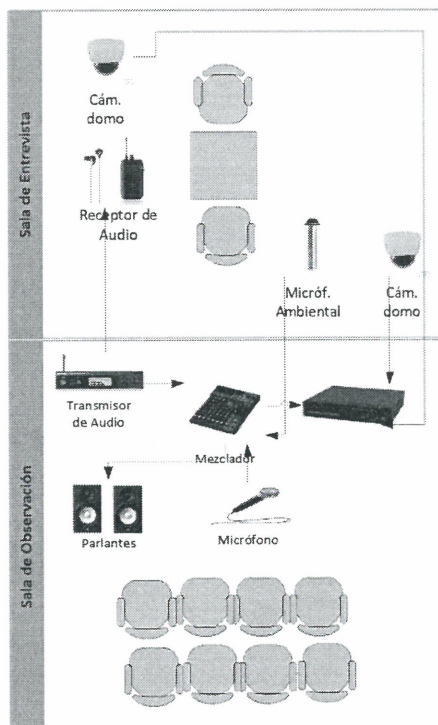 Sala de Entrevista
Cám.
domo
Receptor de
Audio
Micróf.
Ambiental
Cám.
domo
Sala de Observación
Transmisor
de Audio
Mezclador
Parlantes
Micrófono